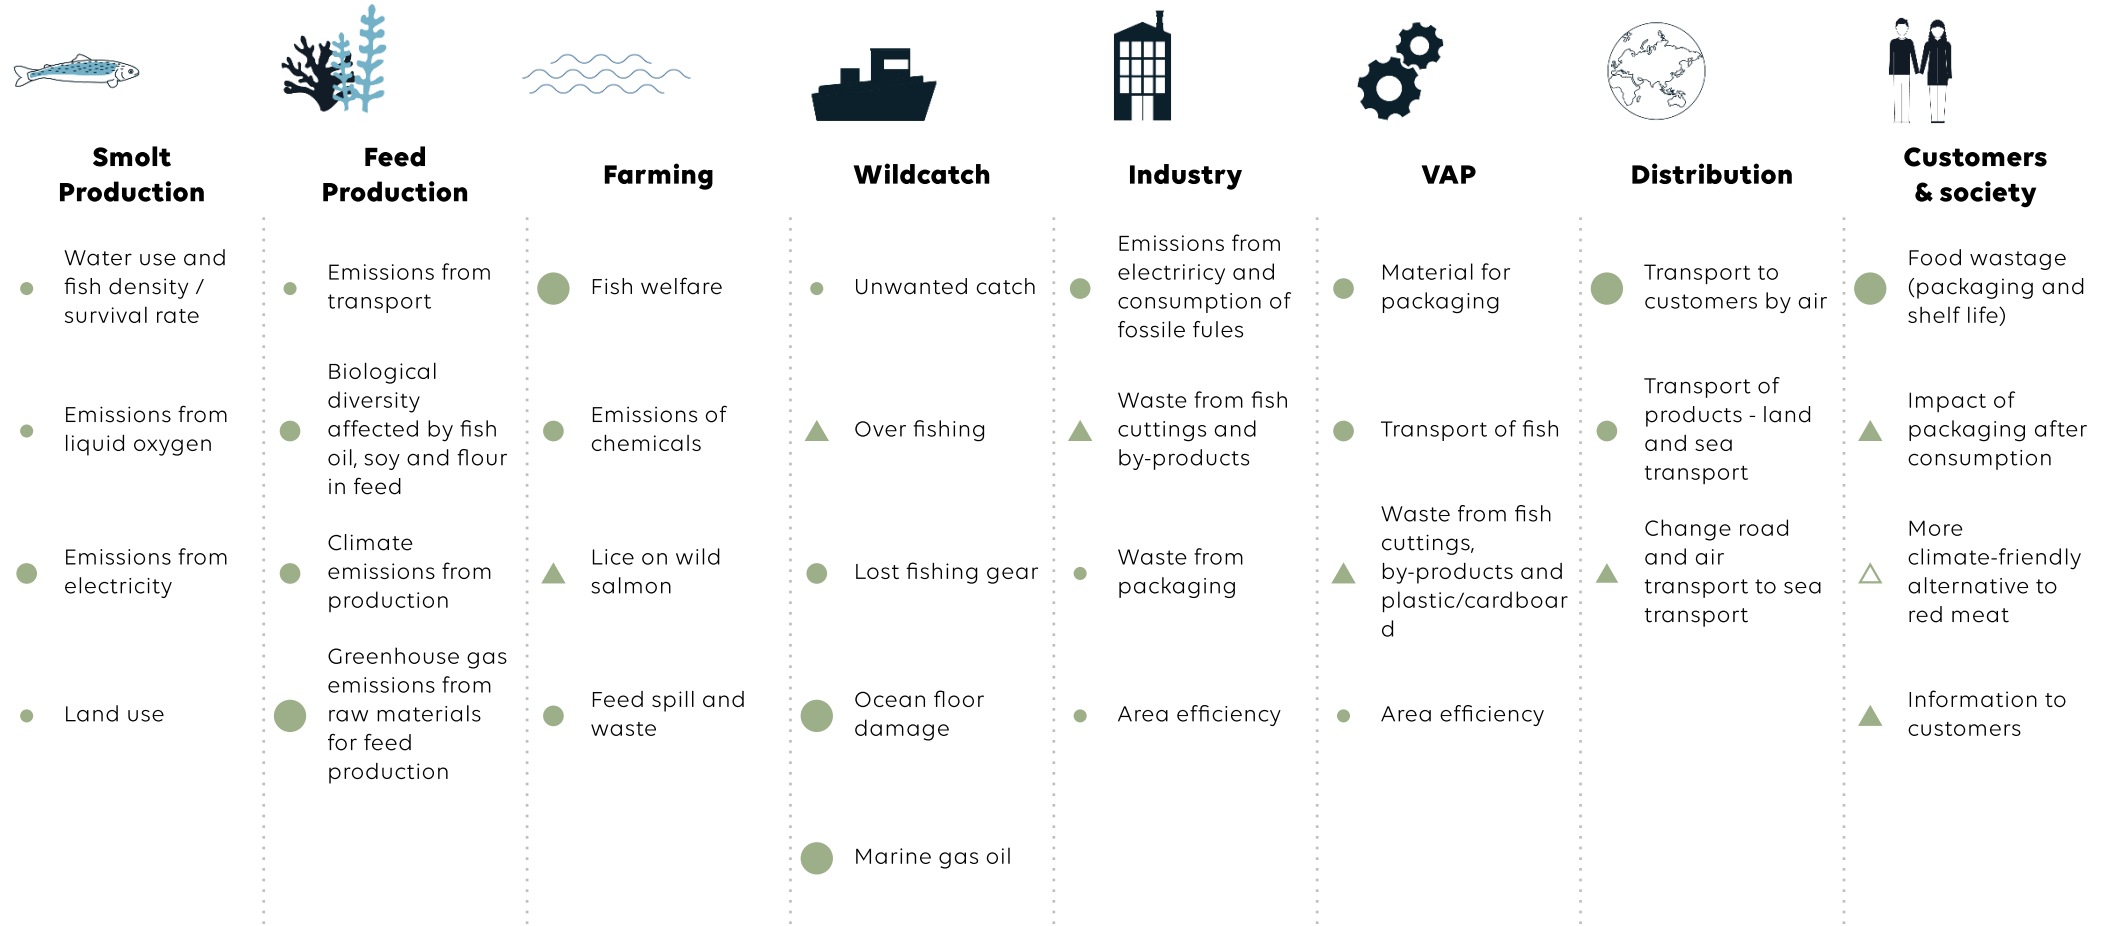 Smolt
Production
Water use and
fish density /
survival rate
Emissions from
liquid oxygen
Emissions from
electricity
Land use
Feed
Production
Emissions from
transport
Biological
diversity
affected by fish
oil, soy and flour
in feed
Climate
emissions from
production
Greenhouse gas
emissions from
raw materials
for feed
production
Farming
Fish welfare
Emissions of
chemicals
Lice on wild
salmon
Feed spill and
waste
Wildcatch
Unwanted catch
Over fishing
Lost fishing gear
Ocean floor
damage
Marine gas oil
Industry
Emissions from
electriricy and
consumption of
fossile fules
Waste from fish
cuttings and
by-products
Waste from
packaging
Area efficiency
VAP
Material for
packaging
Transport of fish
Waste from fish
cuttings,
by-products and
plastic/cardboar
d
Area efficiency
Distribution
Transport to
customers by air
Transport of
products - land
and sea
transport
Change road
and air
transport to sea
transport
Customers
& society
Food wastage
(packaging and
shelf life)
Impact of
packaging after
consumption
More
climate-friendly
alternative to
red meat
Information to
customers